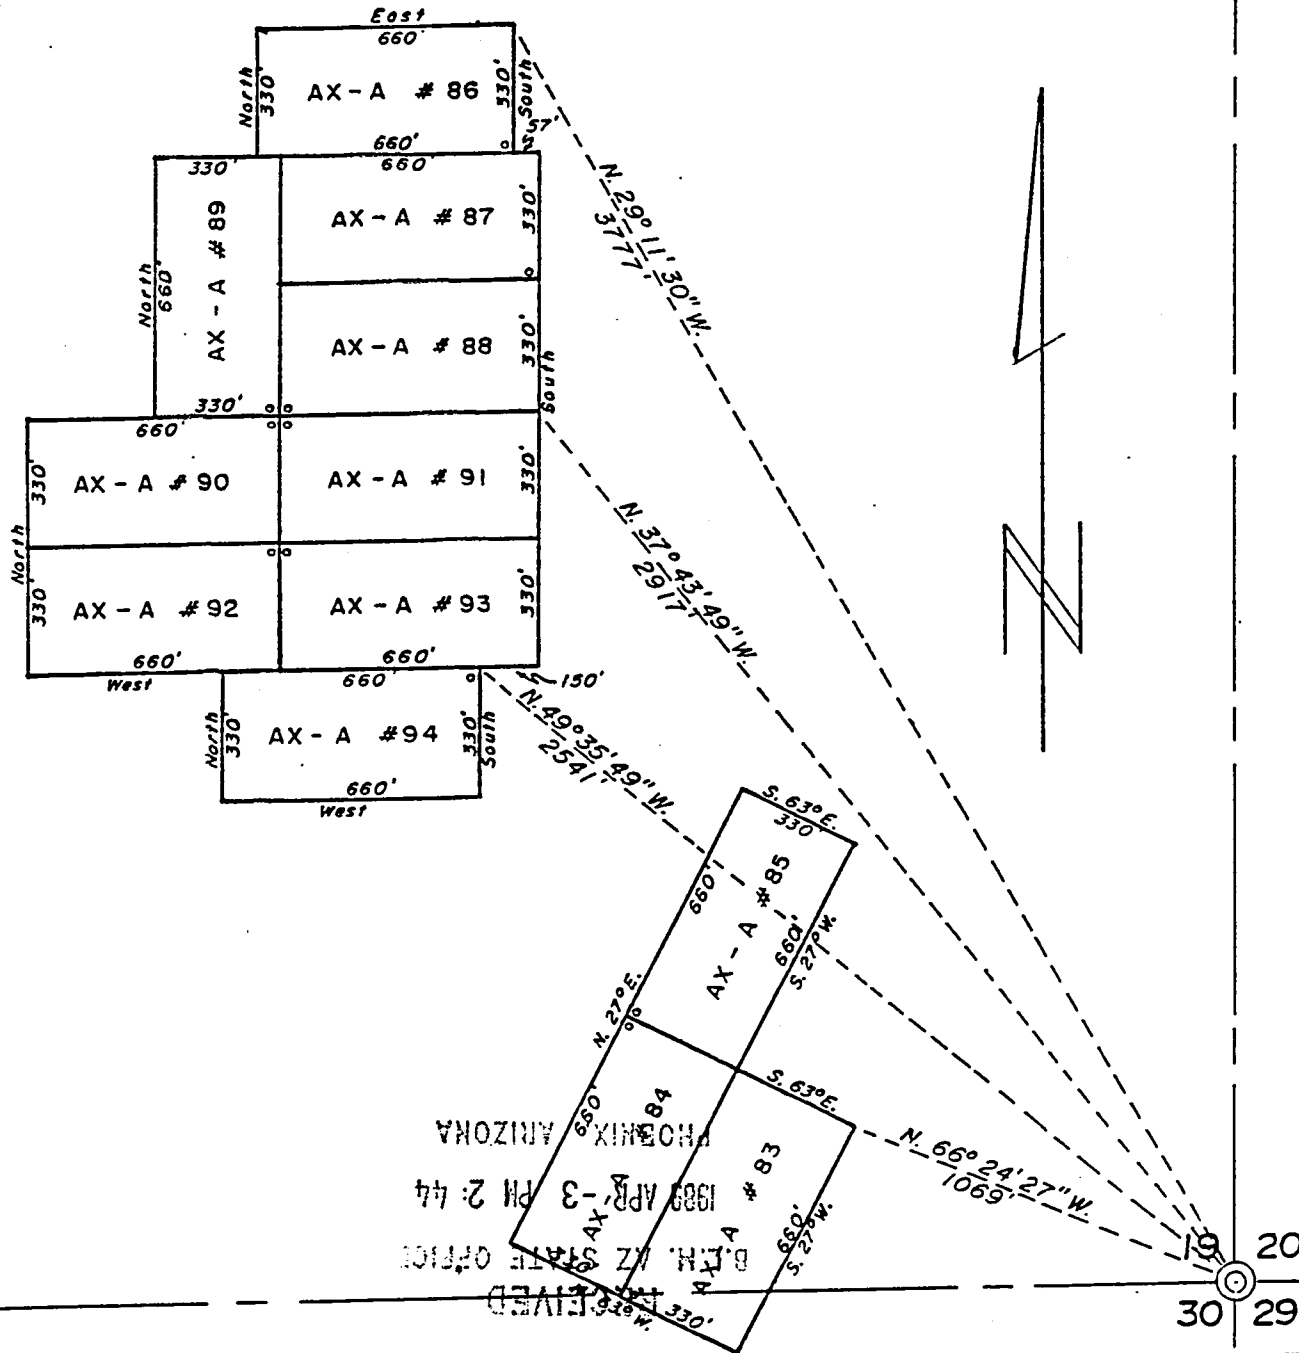 East
660'
North
330'
AX-A # 86
330'
South
57'
660'
330'
660'
AX-A # 87
330'
North
660'
AX-A # 89
AX-A # 88
330'
South
330'
660'
330'
AX-A # 90
AX-A # 91
330'
North
330'
AX-A # 92
AX-A # 93
330'
660'
West
660'
660'
150'
North
330'
AX-A #94
330'
South
660'
West
N. 29° 11' 30" W.
3777'
N. 37° 43' 49" W.
2917'
N. 49° 35' 49" W.
2541'
N
S. 63° E.
330'
660'
AX-A # 85
660'
S. 27° W.
N. 27° E.
S. 63° E.
660'
AX-A # 84
AX-A # 83
660'
S. 27° W.
330'
N. 66° 24' 27" W.
1069'
PHOENIX ARIZONA
APR -3 PM 2:44
B.L.M. AZ STATE OFFICE
RECEIVED
19 20
30 29